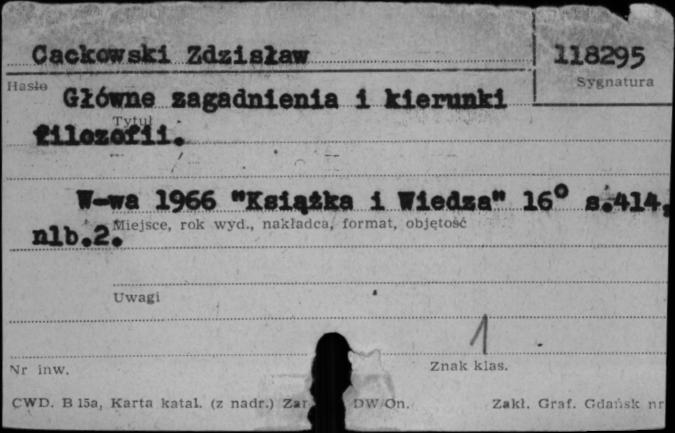 Cackowski Zdzisław 118295
Hasło Sygnatura
Główne zagadnienia i kierunki
Tytuł
filozofii.
W-wa 1966 "Książka i Wiedza" 16° s.414,
Miejsce, rok wyd., nakładca, format, objętość
nlb.2.
Uwagi
1
Nr inw. Znak klas.
CWD. B 15a, Karta katal. (z nadr.) Zar DW/On. Zakł. Graf. Gdańsk nr